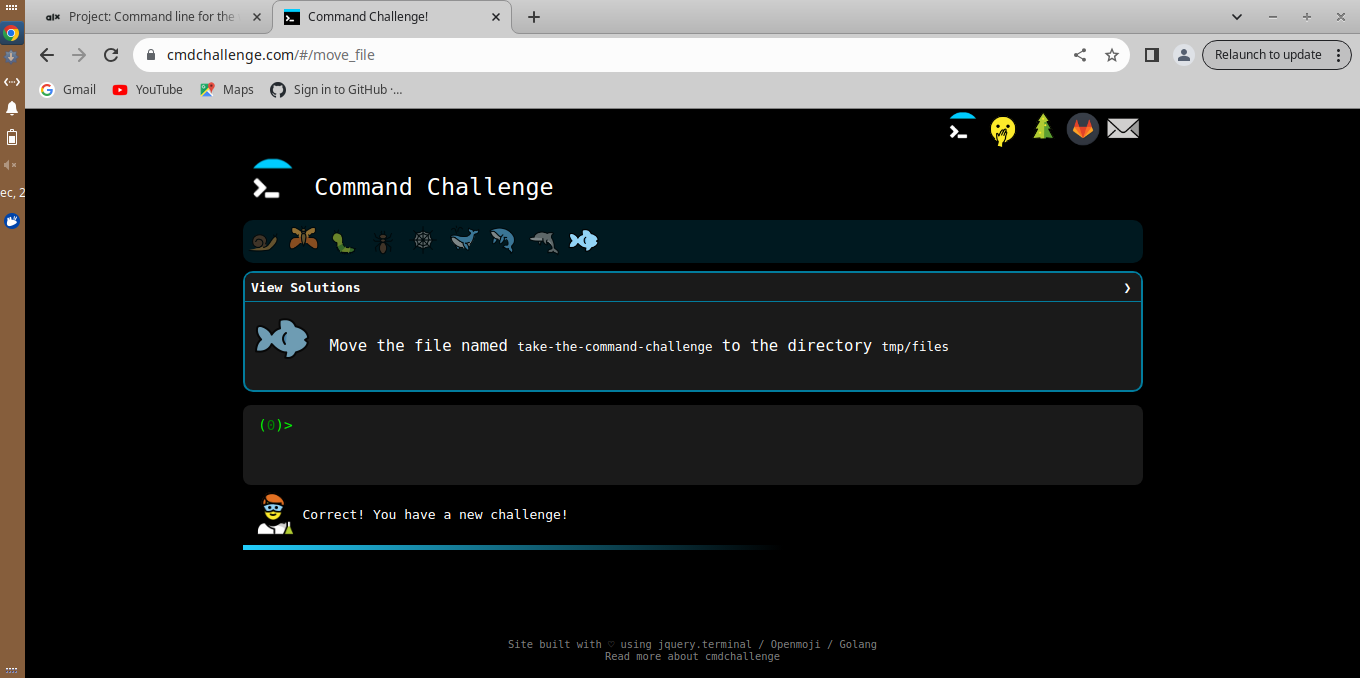 alx Project: Command line for the
Command Challenge!
cmdchallenge.com/#/move_file
Relaunch to update
Gmail
YouTube
Maps
Sign in to GitHub ·...
ec, 2
Command Challenge
View Solutions
Move the file named take-the-command-challenge to the directory tmp/files
(0)>
Correct! You have a new challenge!
Site built with ♡ using jquery.terminal / Openmoji / Golang
Read more about cmdchallenge